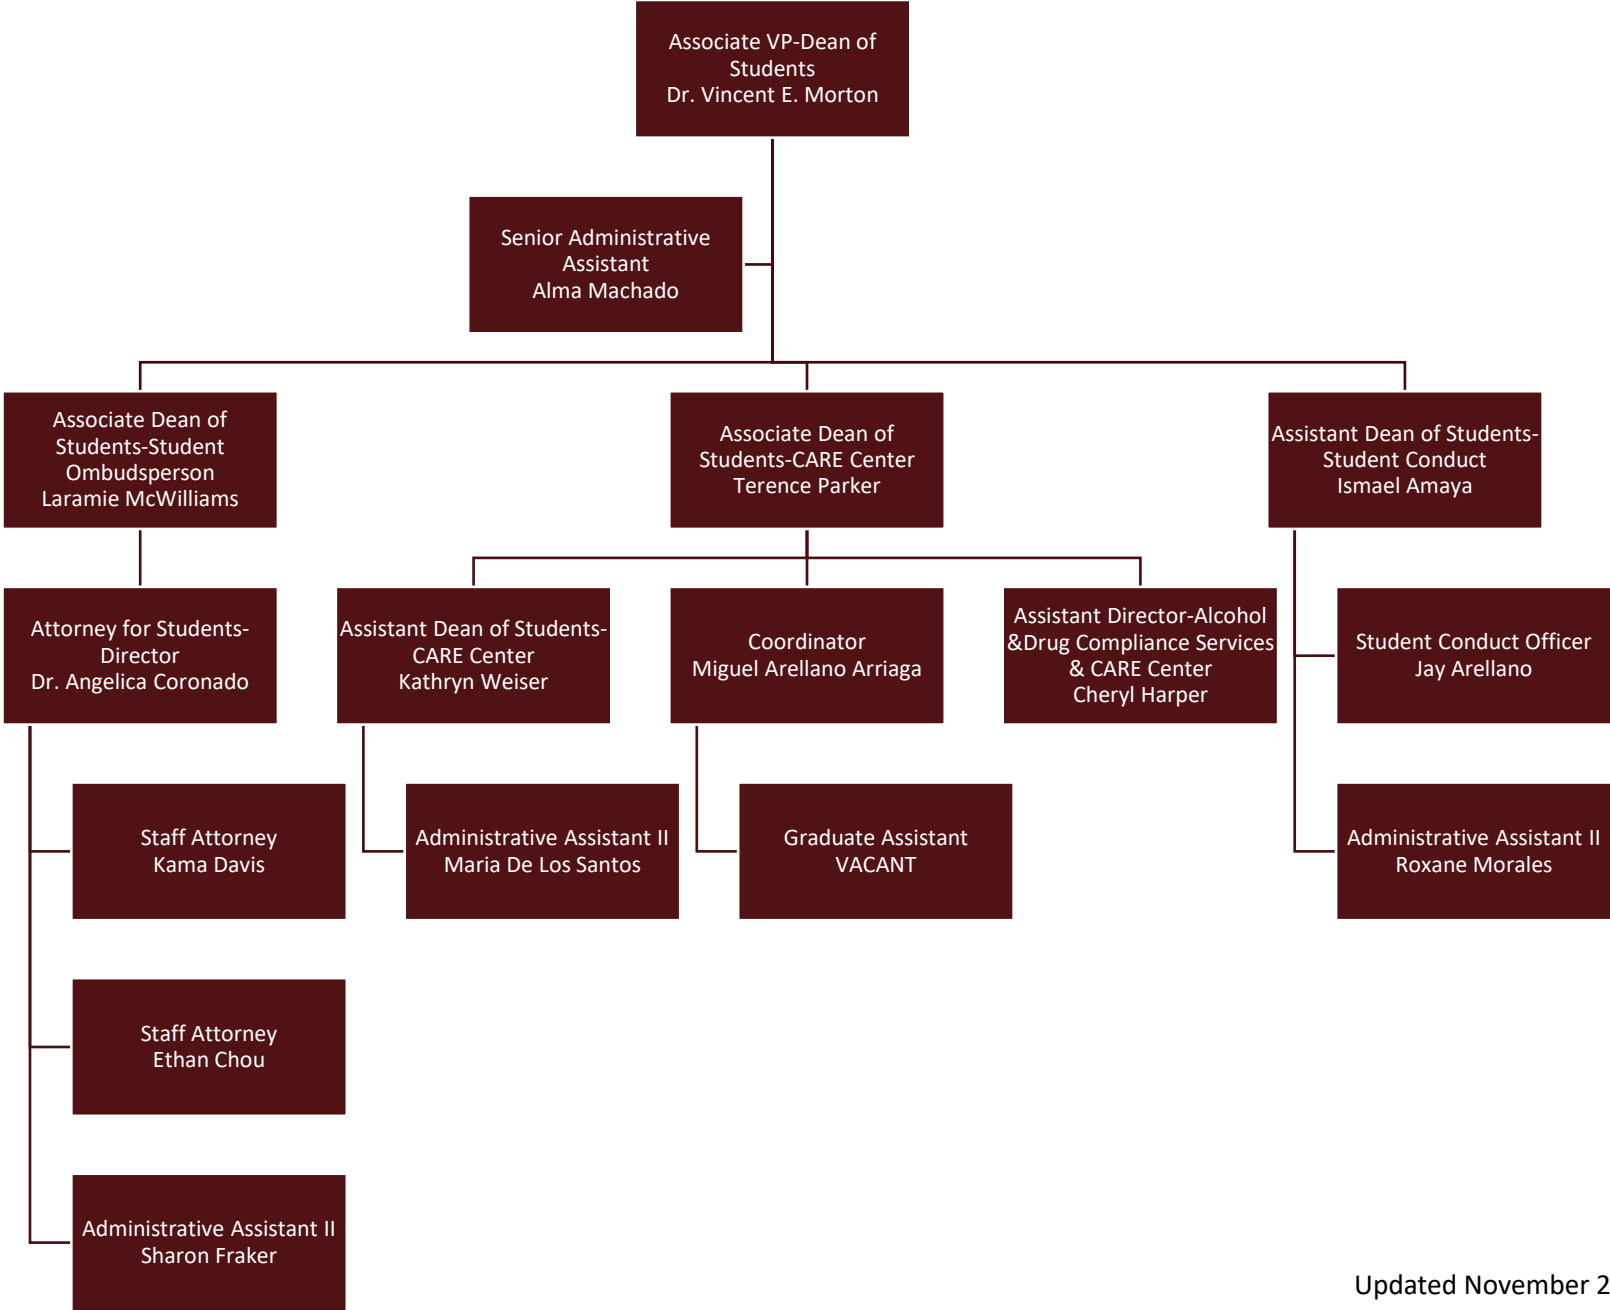 Associate VP-Dean of
Students
Dr. Vincent E. Morton
Senior Administrative
Assistant
Alma Machado
Associate Dean of
Students-Student
Ombudsperson
Laramie McWilliams
Associate Dean of
Students-CARE Center
Terence Parker
Assistant Dean of Students-
Student Conduct
Ismael Amaya
Attorney for Students-
Director
Dr. Angelica Coronado
Assistant Dean of Students-
CARE Center
Kathryn Weiser
Coordinator
Miguel Arellano Arriaga
Assistant Director-Alcohol
&Drug Compliance Services
& CARE Center
Cheryl Harper
Student Conduct Officer
Jay Arellano
Staff Attorney
Kama Davis
Administrative Assistant II
Maria De Los Santos
Graduate Assistant
VACANT
Administrative Assistant II
Roxane Morales
Staff Attorney
Ethan Chou
Administrative Assistant II
Sharon Fraker
Updated November 2